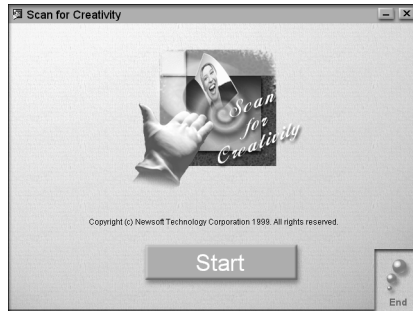 Scan for Creativity
Scan
for
Creativity
Copyright (c) Newsoft Technology Corporation 1999. All rights reserved.
Start
End